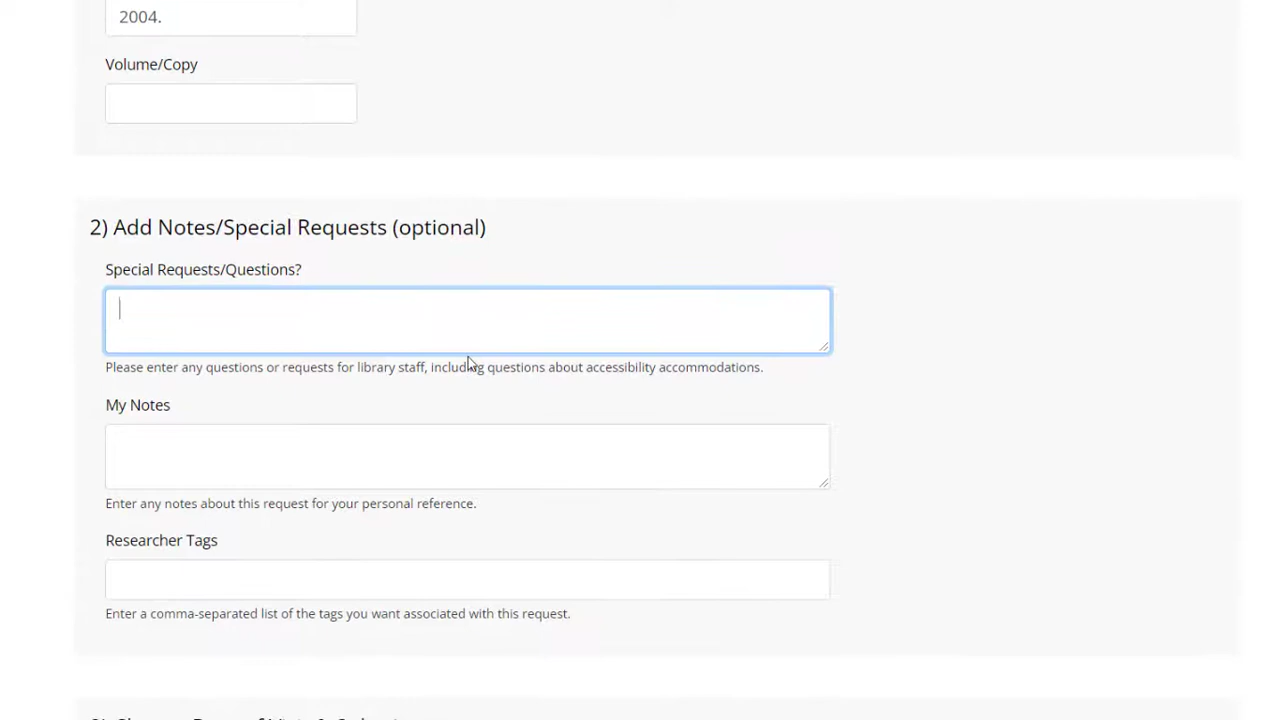 2004.
Volume/Copy
2) Add Notes/Special Requests (optional)
Special Requests/Questions?
Please enter any questions or requests for library staff, including questions about accessibility accommodations.
My Notes
Enter any notes about this request for your personal reference.
Researcher Tags
Enter a comma-separated list of the tags you want associated with this request.